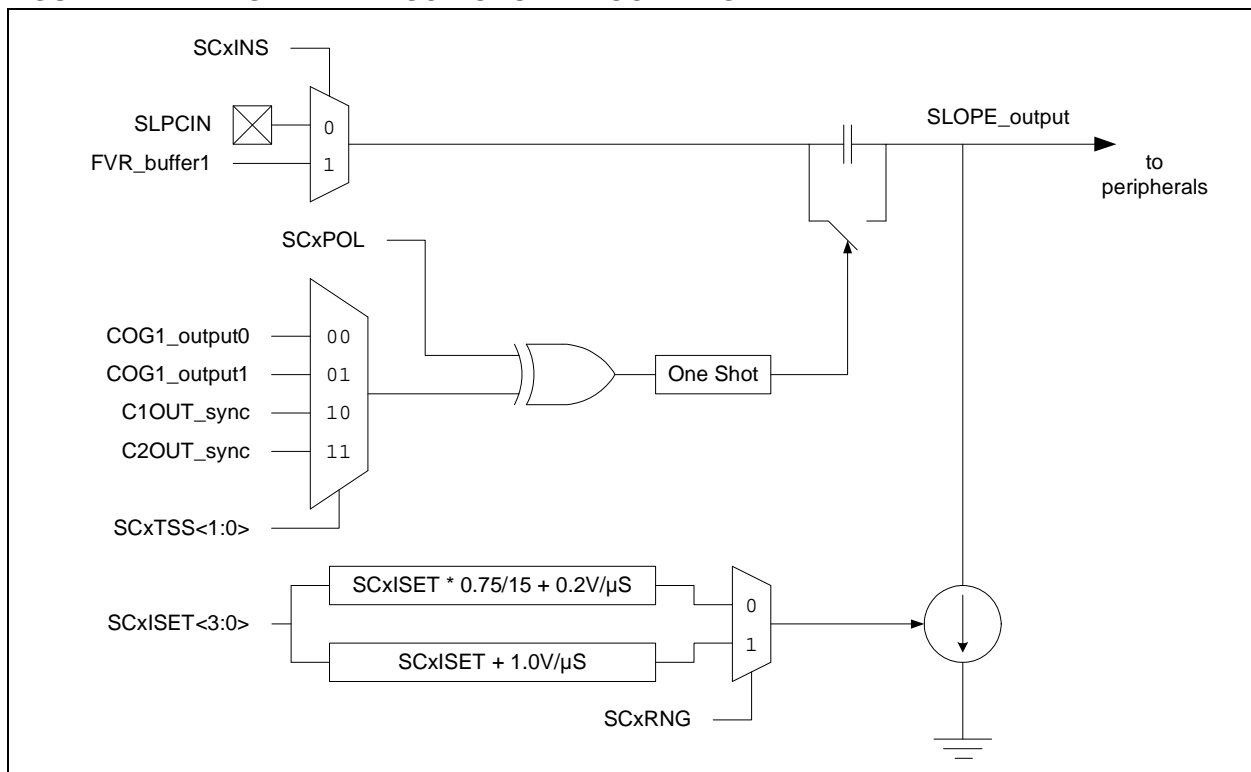 SCxINS
SLPCIN
0
SLOPE_output
FVR_buffer1
1
to
peripherals
SCxPOL
COG1_output0
00
COG1_output1
01
One Shot
C1OUT_sync
10
C2OUT_sync
11
SCxTSS<1:0>
SCxISET * 0.75/15 + 0.2V/µS
0
SCxISET<3:0>
1
SCxISET + 1.0V/µS
SCxRNG